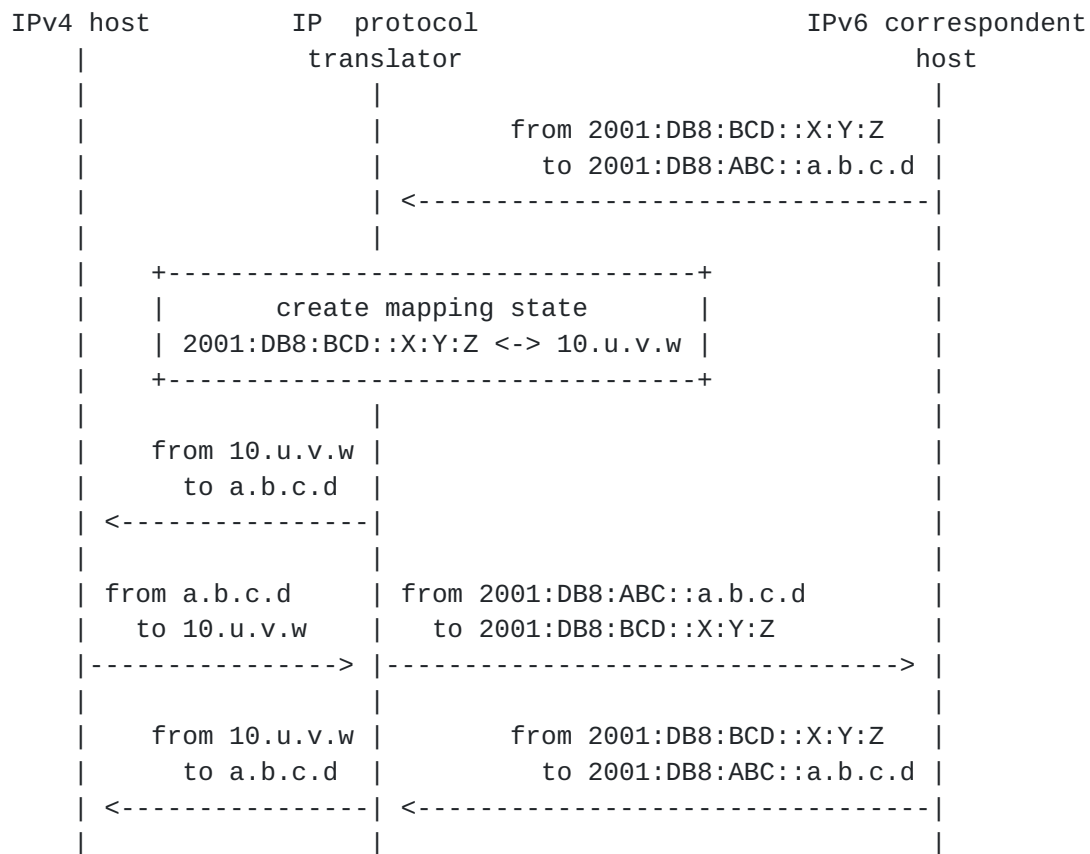 IPv4 host IP protocol IPv6 correspondent
translator host
from 2001:DB8:BCD::X:Y:Z
to 2001:DB8:ABC::a.b.c.d
create mapping state
2001:DB8:BCD::X:Y:Z <-> 10.u.v.w
from 10.u.v.w
to a.b.c.d
from a.b.c.d from 2001:DB8:ABC::a.b.c.d
to 10.u.v.w to 2001:DB8:BCD::X:Y:Z
from 10.u.v.w from 2001:DB8:BCD::X:Y:Z
to a.b.c.d to 2001:DB8:ABC::a.b.c.d